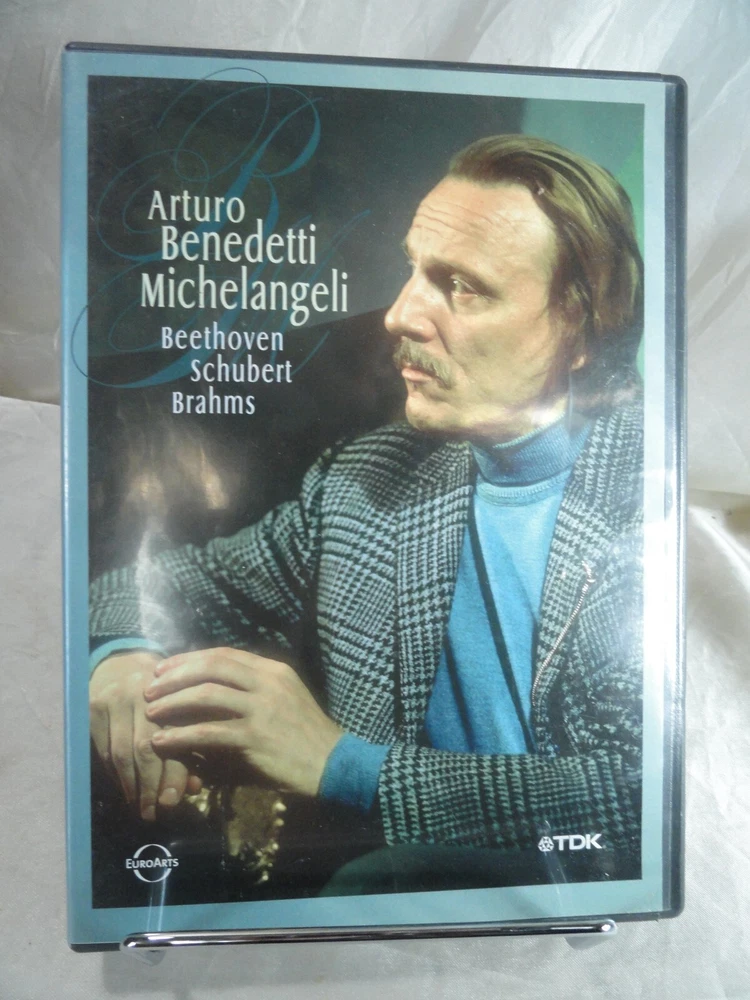 Arturo
Benedetti
Michelangeli
Beethoven
Schubert
Brahms
EUROARTS
TDK